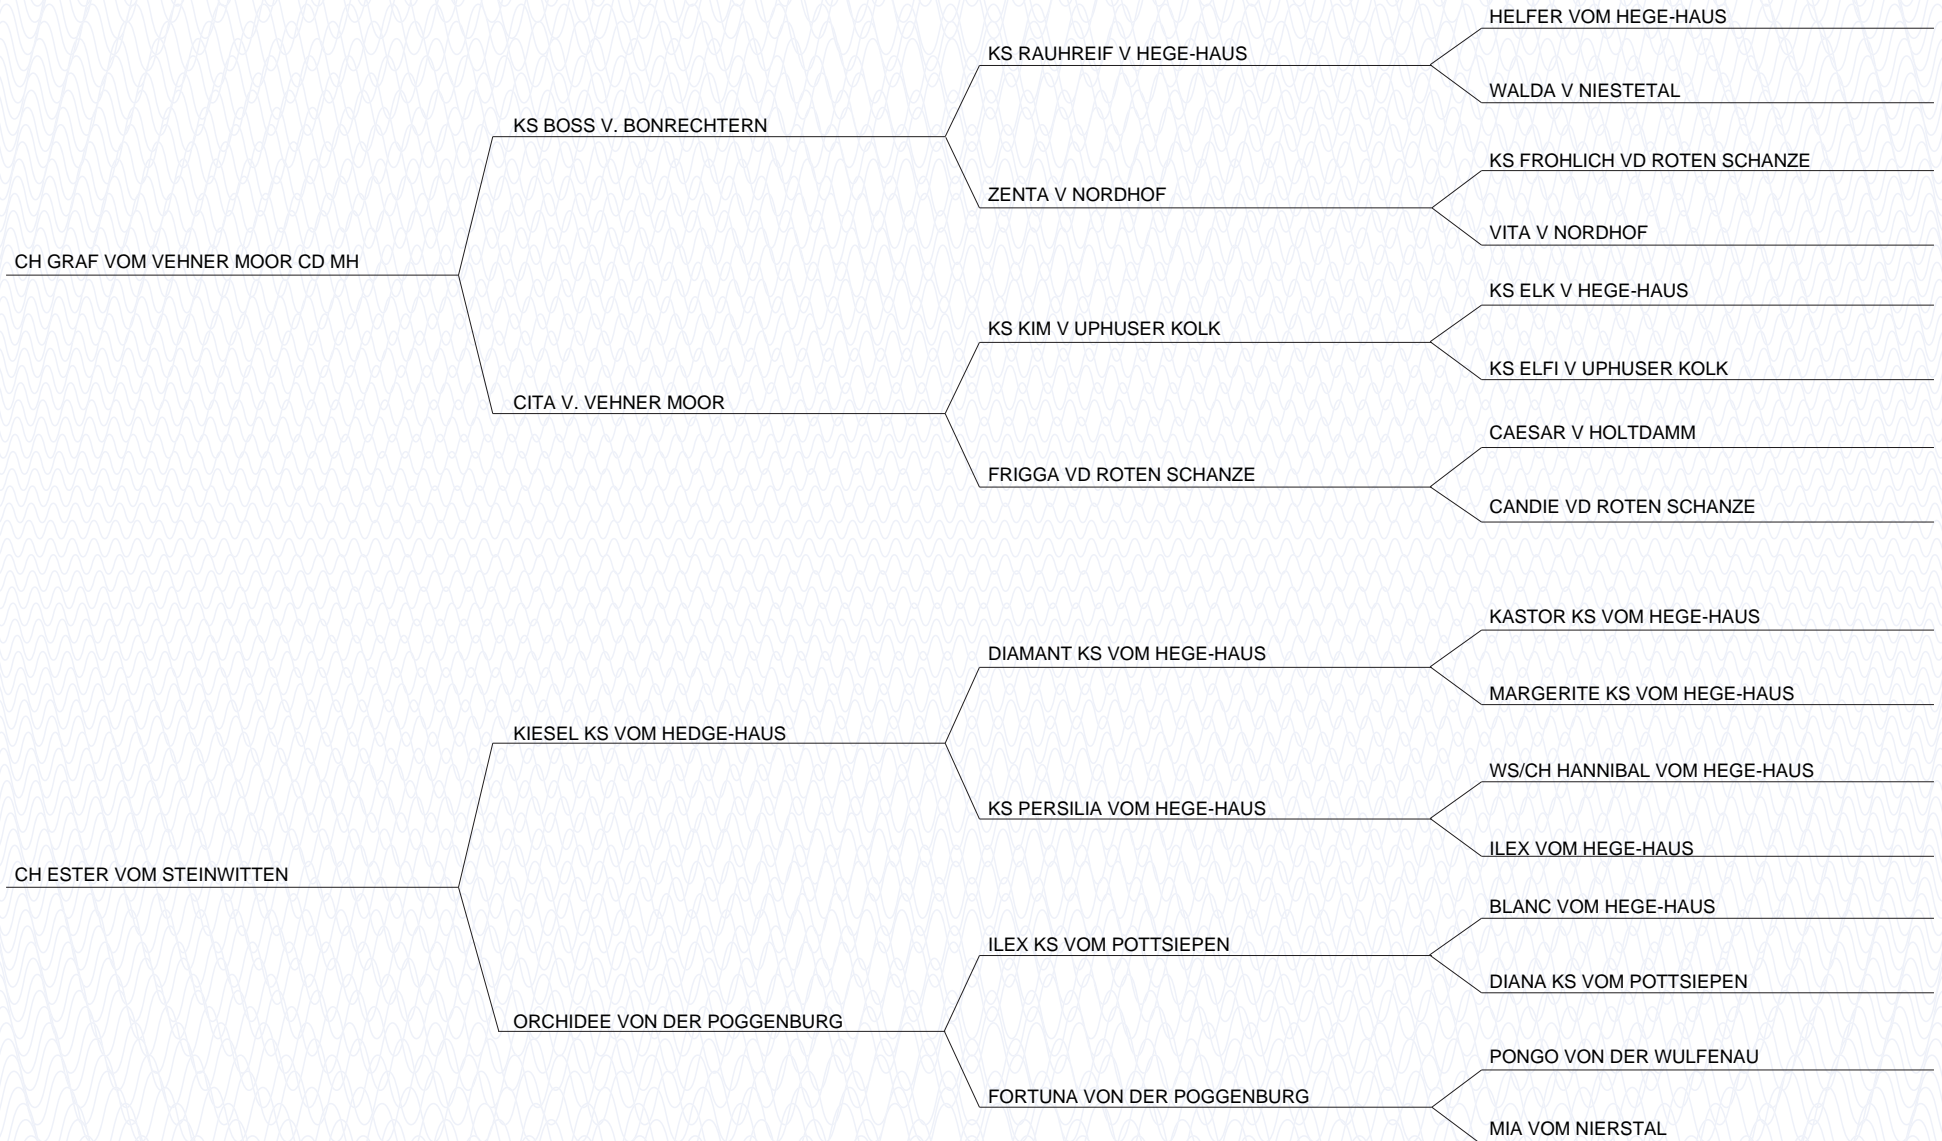 HELFER VOM HEGE-HAUS
KS RAUHREIF V HEGE-HAUS
WALDA V NIESTETAL
KS BOSS V. BONRECHTERN
KS FROHLICH VD ROTEN SCHANZE
ZENTA V NORDHOF
VITA V NORDHOF
CH GRAF VOM VEHNER MOOR CD MH
KS ELK V HEGE-HAUS
KS KIM V UPHUSER KOLK
KS ELFI V UPHUSER KOLK
CITA V. VEHNER MOOR
CAESAR V HOLTDAMM
FRIGGA VD ROTEN SCHANZE
CANDIE VD ROTEN SCHANZE
KASTOR KS VOM HEGE-HAUS
DIAMANT KS VOM HEGE-HAUS
MARGERITE KS VOM HEGE-HAUS
KIESEL KS VOM HEDGE-HAUS
WS/CH HANNIBAL VOM HEGE-HAUS
KS PERSILIA VOM HEGE-HAUS
ILEX VOM HEGE-HAUS
CH ESTER VOM STEINWITTEN
BLANC VOM HEGE-HAUS
ILEX KS VOM POTTSIEPEN
DIANA KS VOM POTTSIEPEN
ORCHIDEE VON DER POGGENBURG
PONGO VON DER WULFENAU
FORTUNA VON DER POGGENBURG
MIA VOM NIERSTAL